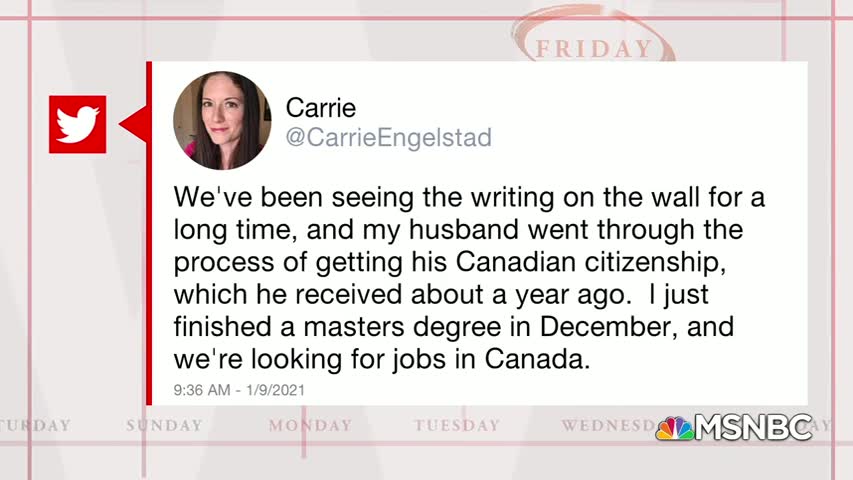 FRIDAY
Carrie
@CarrieEngelstad
We've been seeing the writing on the wall for a
long time, and my husband went through the
process of getting his Canadian citizenship,
which he received about a year ago.  I just
finished a masters degree in December, and
we're looking for jobs in Canada.
9:36 AM - 1/9/2021
TURDAY SUNDAY MONDAY TUESDAY WEDNESD AY
MSNBC